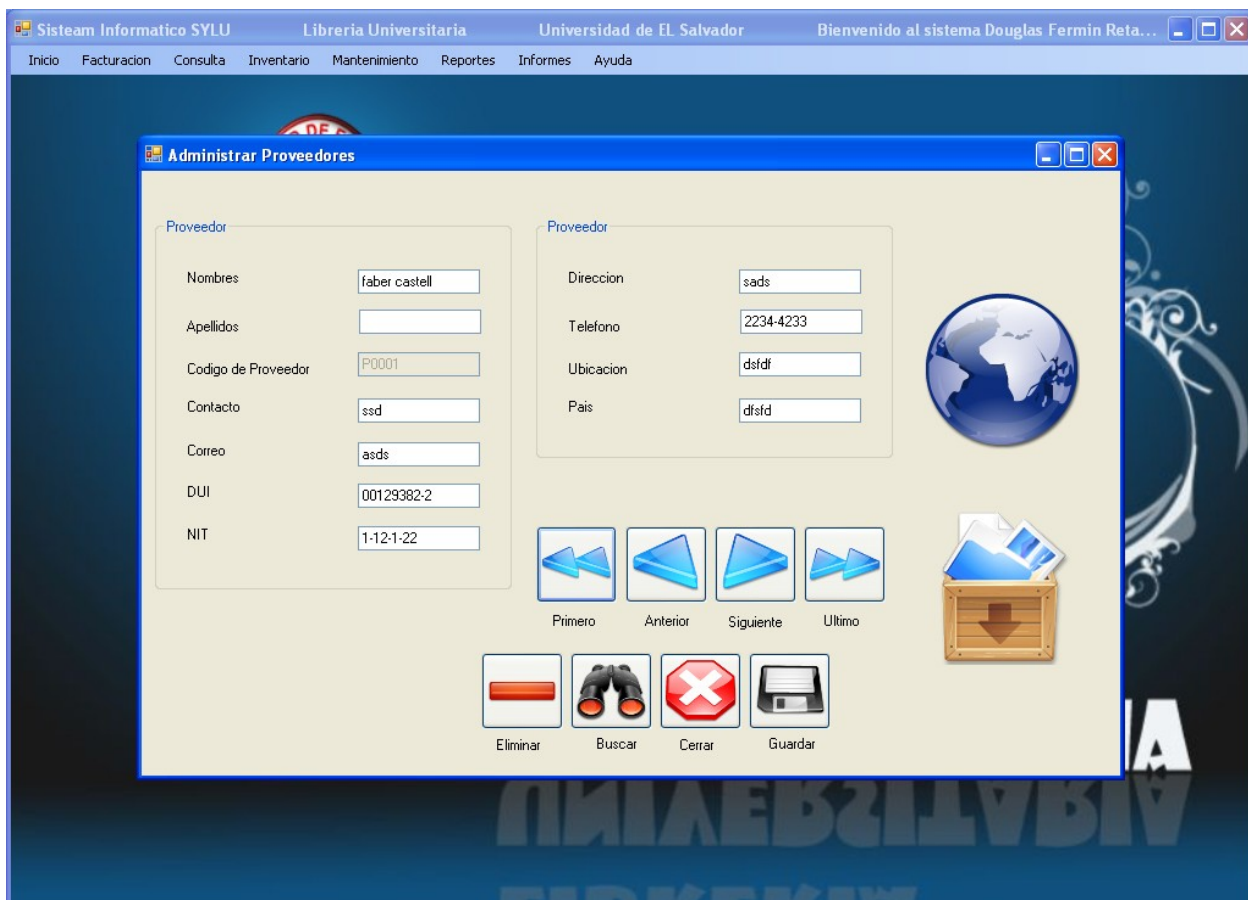 Sisteam Informatico SYLU Libreria Universitaria Universidad de EL Salvador Bienvenido al sistema Douglas Fermin Reta...
Inicio Facturacion Consulta Inventario Mantenimiento Reportes Informes Ayuda
DE
Administrar Proveedores
Proveedor
Nombres faber castell
Apellidos
Codigo de Proveedor P0001
Contacto ssd
Correo asds
DUI 00129382-2
NIT 1-12-1-22
Proveedor
Direccion sads
Telefono 2234-4233
Ubicacion dsfdf
Pais dfsfd
Primero Anterior Siguiente Ultimo
Eliminar Buscar Cerrar Guardar
UNIVERSITARIA